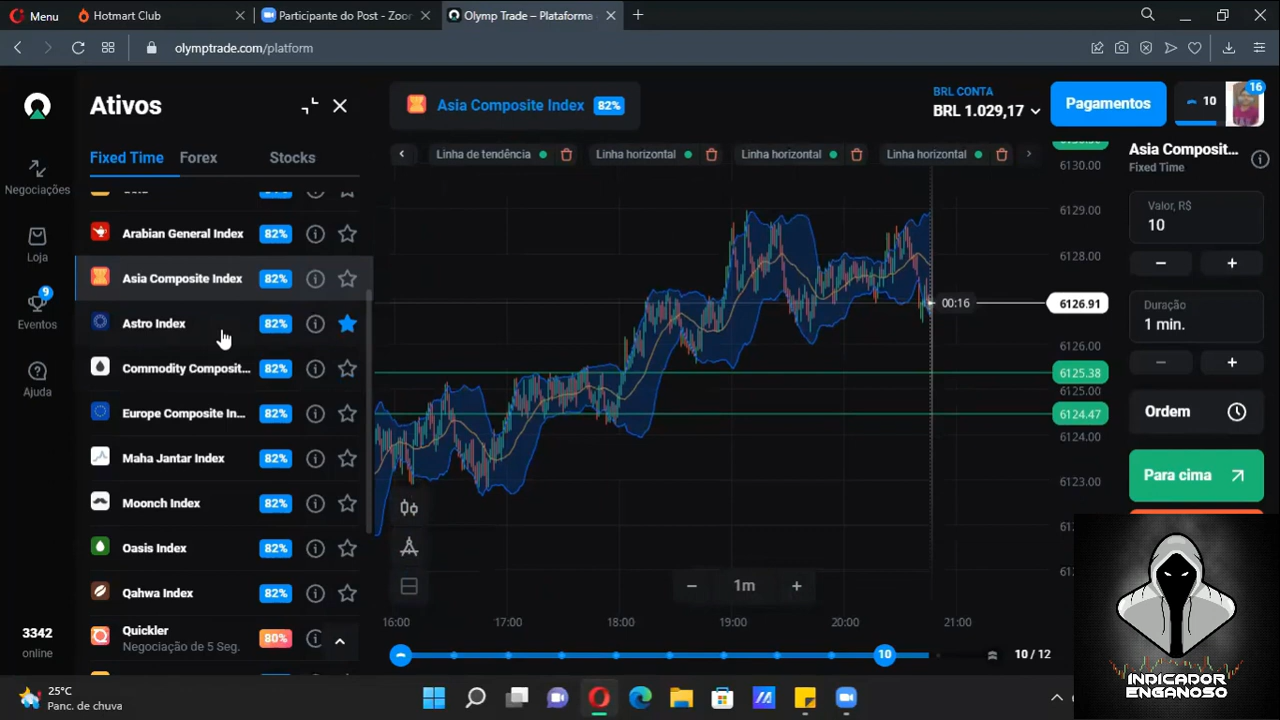 Menu
Hotmart Club
Participante do Post - Zoor
Olymp Trade – Plataforma
olymptrade.com/platform
Ativos
Fixed Time
Forex
Stocks
Arabian General Index 82%
Asia Composite Index 82%
Astro Index 82%
Commodity Composit... 82%
Europe Composite In... 82%
Maha Jantar Index 82%
Moonch Index 82%
Oasis Index 82%
Qahwa Index 82%
Quickler 80%
Negociação de 5 Seg.
Negociações
Loja
9
Eventos
Ajuda
3342
online
Asia Composite Index 82%
BRL CONTA
BRL 1.029,17
Pagamentos
10
16
Linha de tendência
Linha horizontal
Linha horizontal
Linha horizontal
6130.00
6129.00
6128.00
00:16
6126.91
6126.00
6125.38
6125.00
6124.47
6124.00
6123.00
1m
16:00 17:00 18:00 19:00 20:00 21:00
10
10 / 12
Asia Composit...
Fixed Time
Valor, R$
10
Duração
1 min.
Ordem
Para cima
INDICADOR
ENGANOSO
25°C
Panc. de chuva